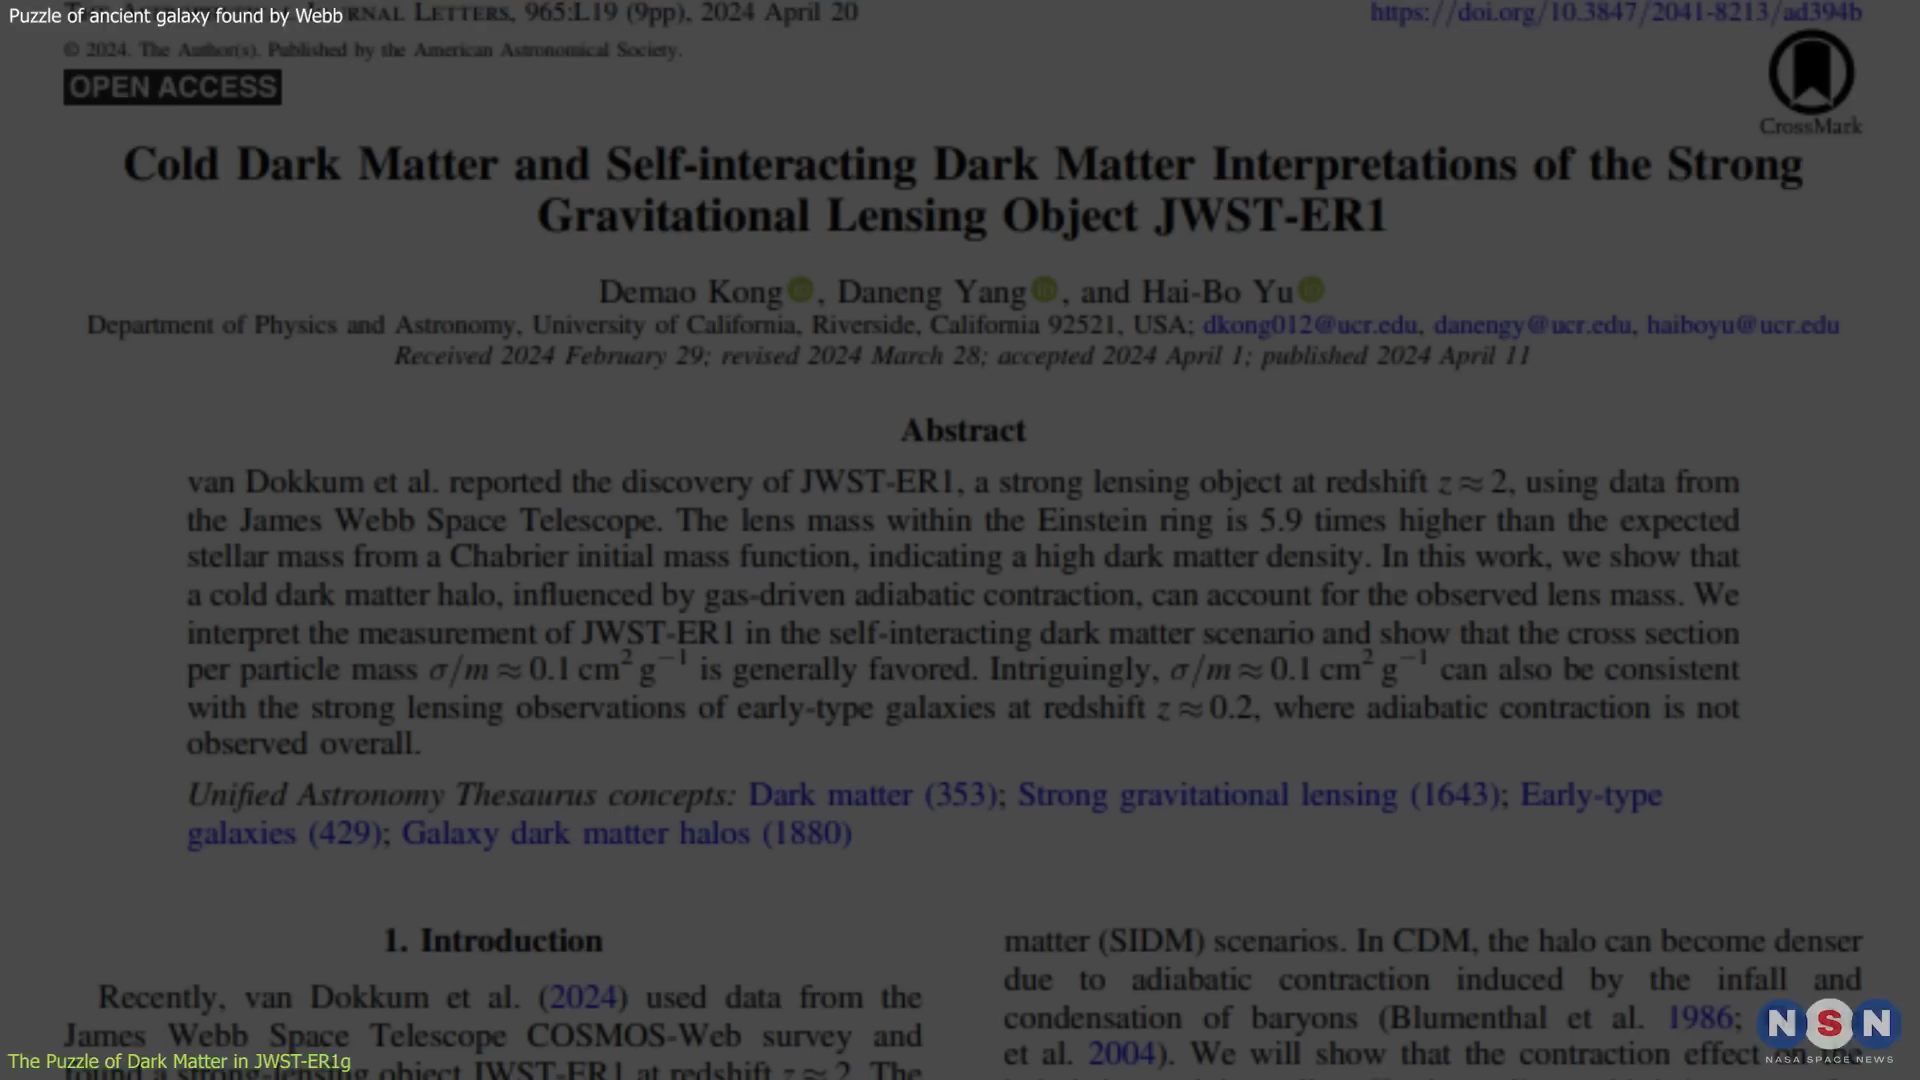 Puzzle of ancient galaxy found by Webb
RNAL LETTERS, 965:L19 (9pp), 2024 April 20
https://doi.org/10.3847/2041-8213/ad394b
© 2024. The Author(s). Published by the American Astronomical Society.
OPEN ACCESS
CrossMark
Cold Dark Matter and Self-interacting Dark Matter Interpretations of the Strong
Gravitational Lensing Object JWST-ER1
Demao Kong, Daneng Yang, and Hai-Bo Yu
Department of Physics and Astronomy, University of California, Riverside, California 92521, USA; dkong012@ucr.edu, danengy@ucr.edu, haiboyu@ucr.edu
Received 2024 February 29; revised 2024 March 28; accepted 2024 April 1; published 2024 April 11
Abstract
van Dokkum et al. reported the discovery of JWST-ER1, a strong lensing object at redshift z ≈ 2, using data from
the James Webb Space Telescope. The lens mass within the Einstein ring is 5.9 times higher than the expected
stellar mass from a Chabrier initial mass function, indicating a high dark matter density. In this work, we show that
a cold dark matter halo, influenced by gas-driven adiabatic contraction, can account for the observed lens mass. We
interpret the measurement of JWST-ER1 in the self-interacting dark matter scenario and show that the cross section
per particle mass σ/m ≈ 0.1 cm² g⁻¹ is generally favored. Intriguingly, σ/m ≈ 0.1 cm² g⁻¹ can also be consistent
with the strong lensing observations of early-type galaxies at redshift z ≈ 0.2, where adiabatic contraction is not
observed overall.
Unified Astronomy Thesaurus concepts: Dark matter (353); Strong gravitational lensing (1643); Early-type
galaxies (429); Galaxy dark matter halos (1880)
1. Introduction
Recently, van Dokkum et al. (2024) used data from the
James Webb Space Telescope COSMOS-Web survey and
found a strong-lensing object JWST-ER1 at redshift z ≈ 2. The
matter (SIDM) scenarios. In CDM, the halo can become denser
due to adiabatic contraction induced by the infall and
condensation of baryons (Blumenthal et al. 1986;
et al. 2004). We will show that the contraction effect
The Puzzle of Dark Matter in JWST-ER1g
NSN
NASA SPACE NEWS